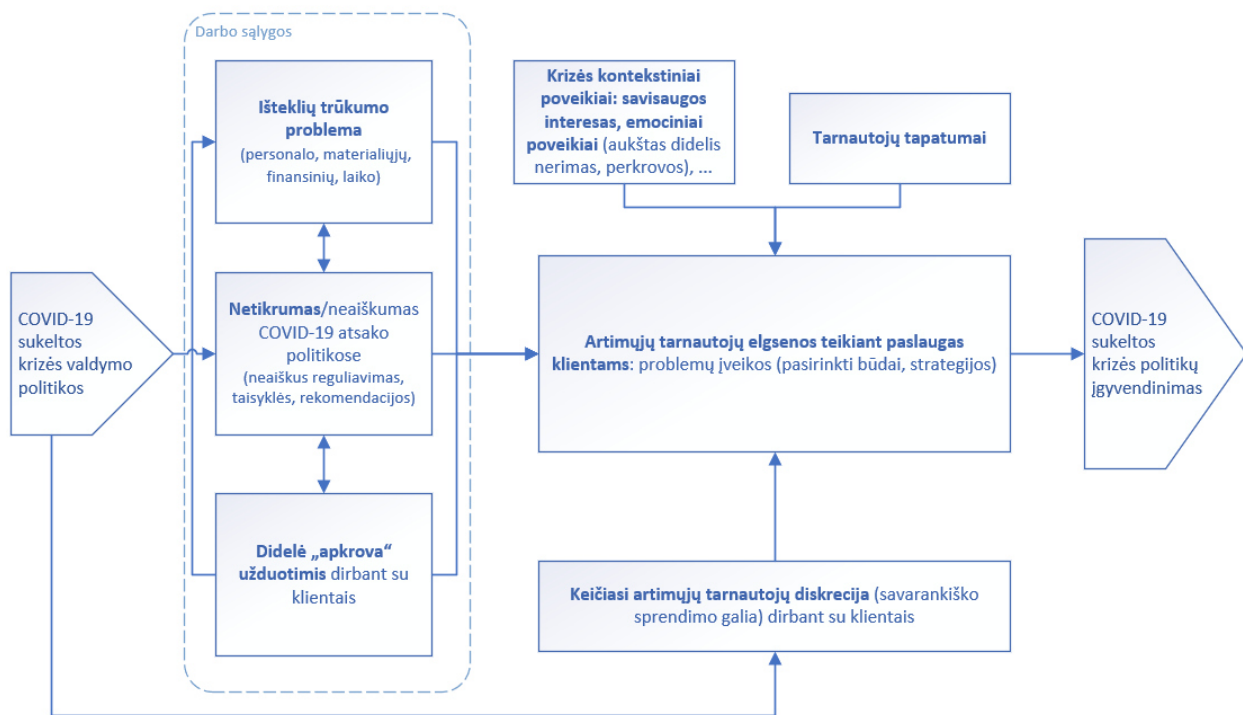 Darbo sąlygos
Išteklių trūkumo
problema
(personalo, materialiųjų,
finansinių, laiko)
Krizės kontekstiniai
poveikiai: savisaugos
interesas, emociniai
poveikiai (aukštas didelis
nerimas, perkrovos), ...
Tarnautojų tapatumai
COVID-19
sukeltos
krizės valdymo
politikos
Netikrumas/neaiškumas
COVID-19 atsako
politikose
(neaiškus reguliavimas,
taisyklės, rekomendacijos)
Artimųjų tarnautojų elgsenos teikiant paslaugas
klientams: problemų įveikos (pasirinkti būdai, strategijos)
COVID-19
sukeltos
krizės politikų
įgyvendinimas
Didelė „apkrova“
užduotimis dirbant su
klientais
Keičiasi artimųjų tarnautojų diskrecija (savarankiško
sprendimo galia) dirbant su klientais